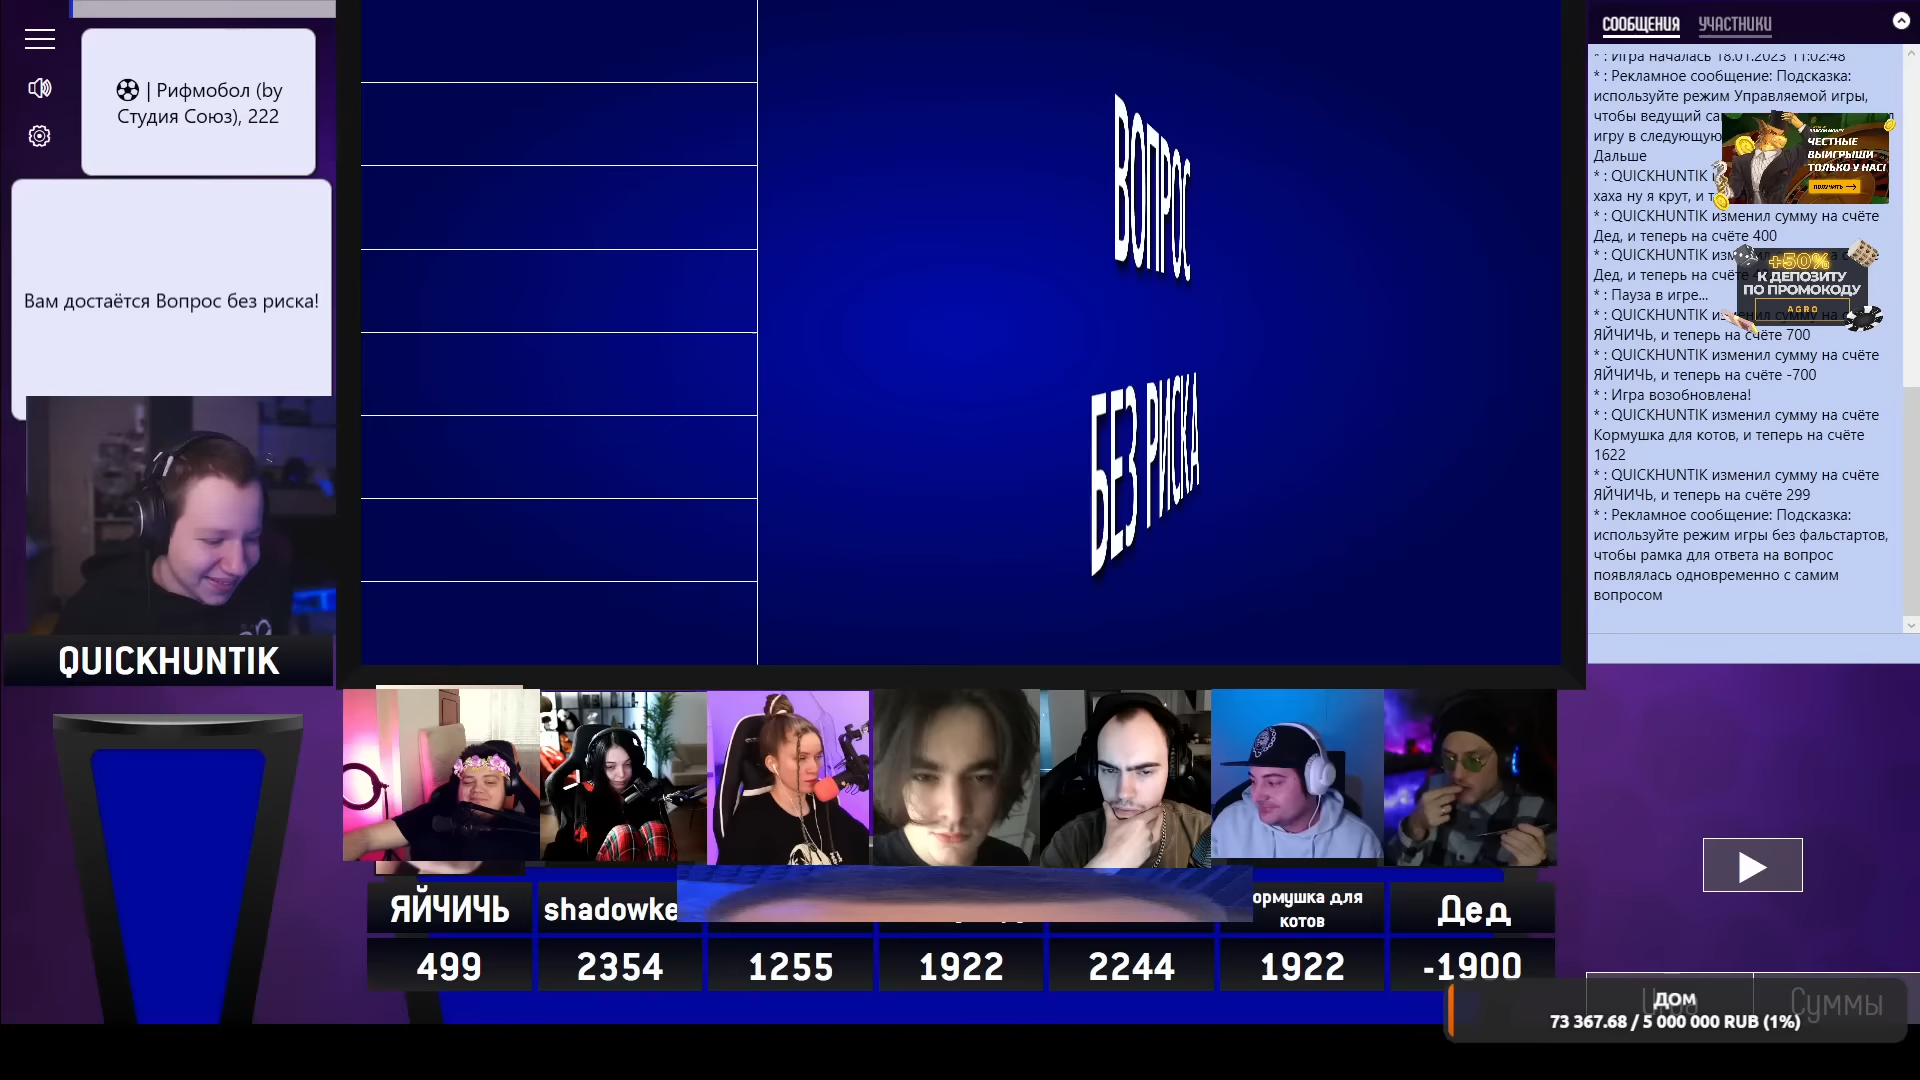 ⚽ | Рифмобол (by
Студия Союз), 222
Вам достаётся Вопрос без риска!
QUICKHUNTIK
ВОПРОС
БЕЗ РИСКА
СООБЩЕНИЯ УЧАСТНИКИ
* : Игра началась 18.01.2023 11:02:48
* : Рекламное сообщение: Подсказка:
используйте режим Управляемой игры,
чтобы ведущий
игру в следующую
Дальше
* : QUICKHUNTIK
хаха ну я крут, и
* : QUICKHUNTIK изменил сумму на счёте
Дед, и теперь на счёте 400
* : QUICKHUNTIK
Дед, и теперь на счёте
* : Пауза в игре...
* : QUICKHUNTIK изменил сумму на счёте
ЯЙЧИЧЬ, и теперь на счёте 700
* : QUICKHUNTIK изменил сумму на счёте
ЯЙЧИЧЬ, и теперь на счёте -700
* : Игра возобновлена!
* : QUICKHUNTIK изменил сумму на счёте
Кормушка для котов, и теперь на счёте
1622
* : QUICKHUNTIK изменил сумму на счёте
ЯЙЧИЧЬ, и теперь на счёте 299
* : Рекламное сообщение: Подсказка:
используйте режим игры без фальстартов,
чтобы рамка для ответа на вопрос
появлялась одновременно с самим
вопросом
ЧЕСТНЫЕ
ВЫИГРЫШИ
ТОЛЬКО У НАС!
ПОЛУЧИТЬ
+50%
К ДЕПОЗИТУ
ПО ПРОМОКОДУ
AGRO
ЯЙЧИЧЬ shadowke ормушка для котов Дед
499 2354 1255 1922 2244 1922 -1900
Суммы
ДОМ
73 367.68 / 5 000 000 RUB (1%)